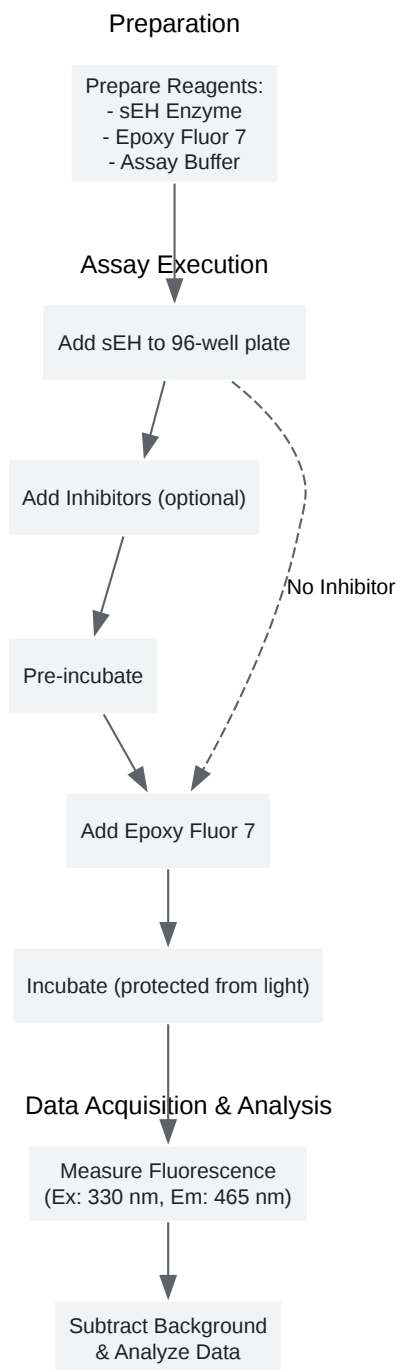 Preparation
Prepare Reagents:
- sEH Enzyme
- Epoxy Fluor 7
- Assay Buffer
Assay Execution
Add sEH to 96-well plate
Add Inhibitors (optional)
No Inhibitor
Pre-incubate
Add Epoxy Fluor 7
Incubate (protected from light)
Data Acquisition & Analysis
Measure Fluorescence
(Ex: 330 nm, Em: 465 nm)
Subtract Background
& Analyze Data